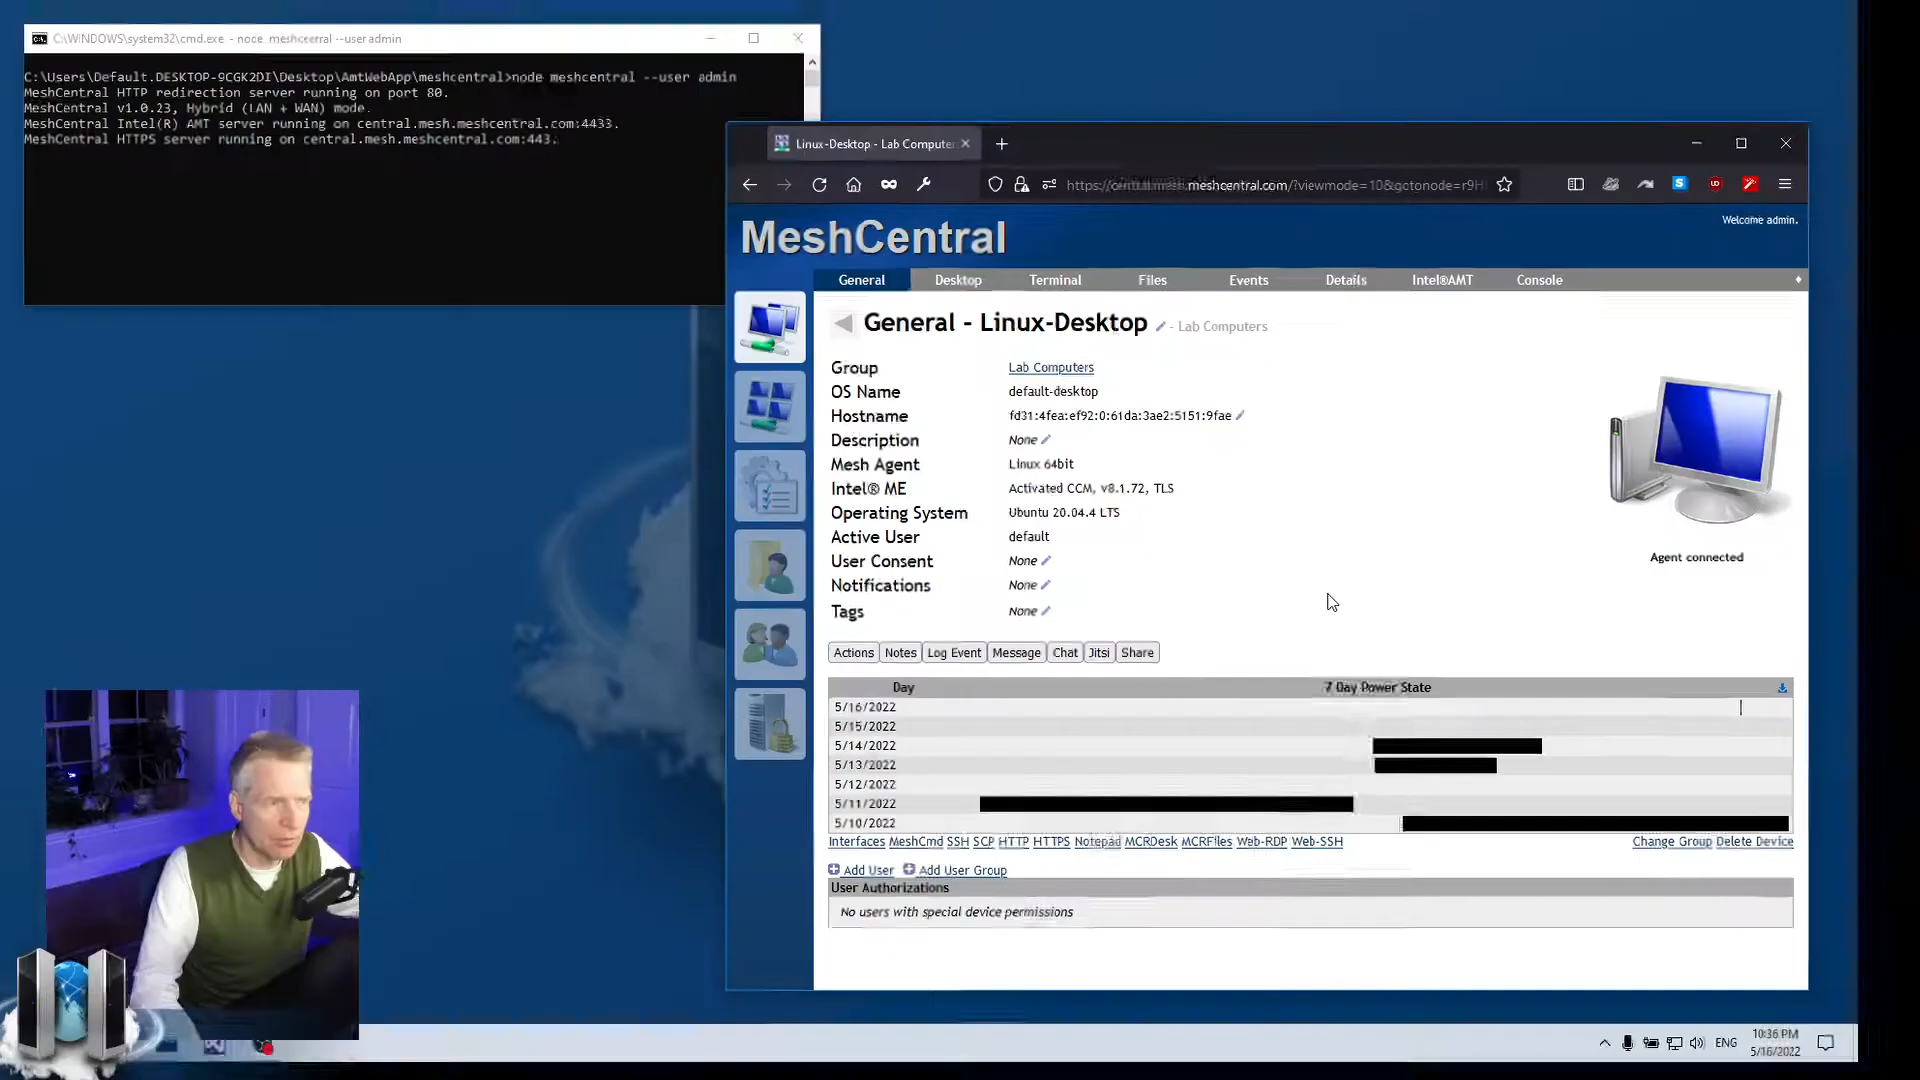 C:\WINDOWS\system32\cmd.exe - node meshcentral --user admin
C:\Users\Default.DESKTOP-9CGK2DI\Desktop\AmtWebApp\meshcentral>node meshcentral --user admin
MeshCentral HTTP redirection server running on port 80.
MeshCentral v1.0.23, Hybrid (LAN + WAN) mode.
MeshCentral Intel(R) AMT server running on central.mesh.meshcentral.com:4433.
MeshCentral HTTPS server running on central.mesh.meshcentral.com:443.
Linux-Desktop - Lab Computer
https://central.mesh.meshcentral.com/?viewmode=10&gotonode=r9H
MeshCentral
Welcome admin.
General Desktop Terminal Files Events Details Intel®AMT Console
General - Linux-Desktop - Lab Computers
Group Lab Computers
OS Name default-desktop
Hostname fd31:4fea:ef92:0:61da:3ae2:5151:9fae
Description None
Mesh Agent Linux 64bit
Intel® ME Activated CCM, v8.1.72, TLS
Operating System Ubuntu 20.04.4 LTS
Active User default
User Consent None
Notifications None
Tags None
Agent connected
Actions Notes Log Event Message Chat Jitsi Share
Day 7 Day Power State
5/16/2022
5/15/2022
5/14/2022
5/13/2022
5/12/2022
5/11/2022
5/10/2022
Interfaces MeshCmd SSH SCP HTTP HTTPS Notepad MCRDesk MCRFiles Web-RDP Web-SSH Change Group Delete Device
Add User Add User Group
User Authorizations
No users with special device permissions
ENG
10:36 PM
5/16/2022